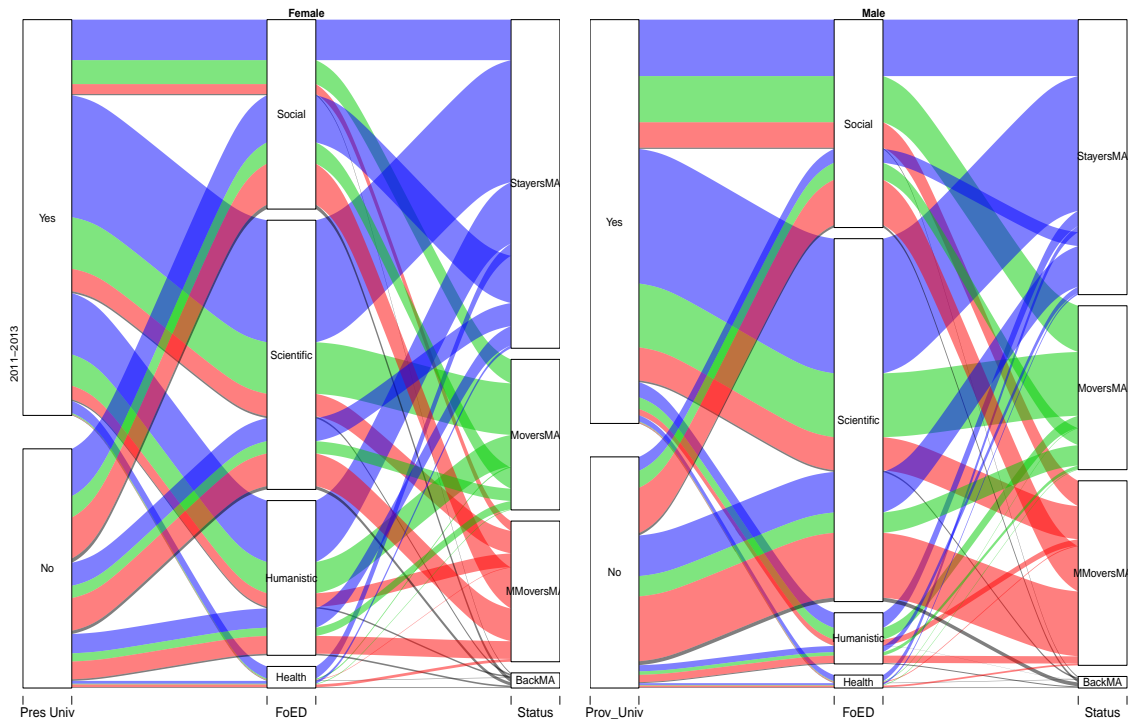 Female
Male
2011−2013
Yes
No
Social
Scientific
Humanistic
Health
StayersMA
MoversMA
MMoversMA
BackMA
Pres Univ
FoED
Status
Yes
No
Social
Scientific
Humanistic
Health
StayersMA
MoversMA
MMoversMA
BackMA
Prov_Univ
FoED
Status